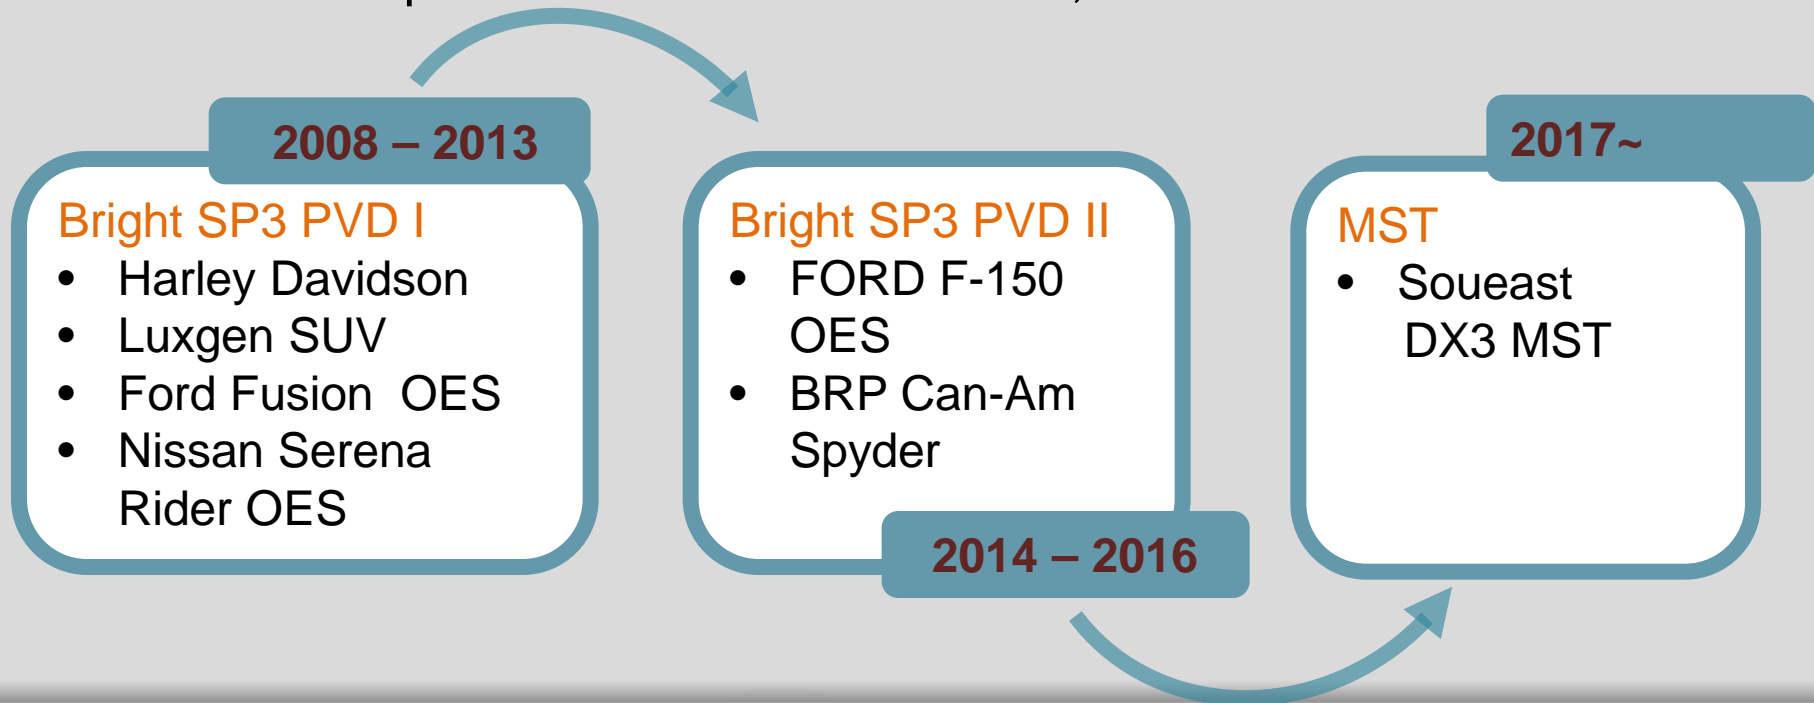 2008 – 2013
Bright SP3 PVD I
• Harley Davidson
• Luxgen SUV
• Ford Fusion  OES
• Nissan Serena
Rider OES
Bright SP3 PVD II
• FORD F-150
OES
• BRP Can-Am
Spyder
2014 – 2016
2017~
MST
• Soueast
DX3 MST